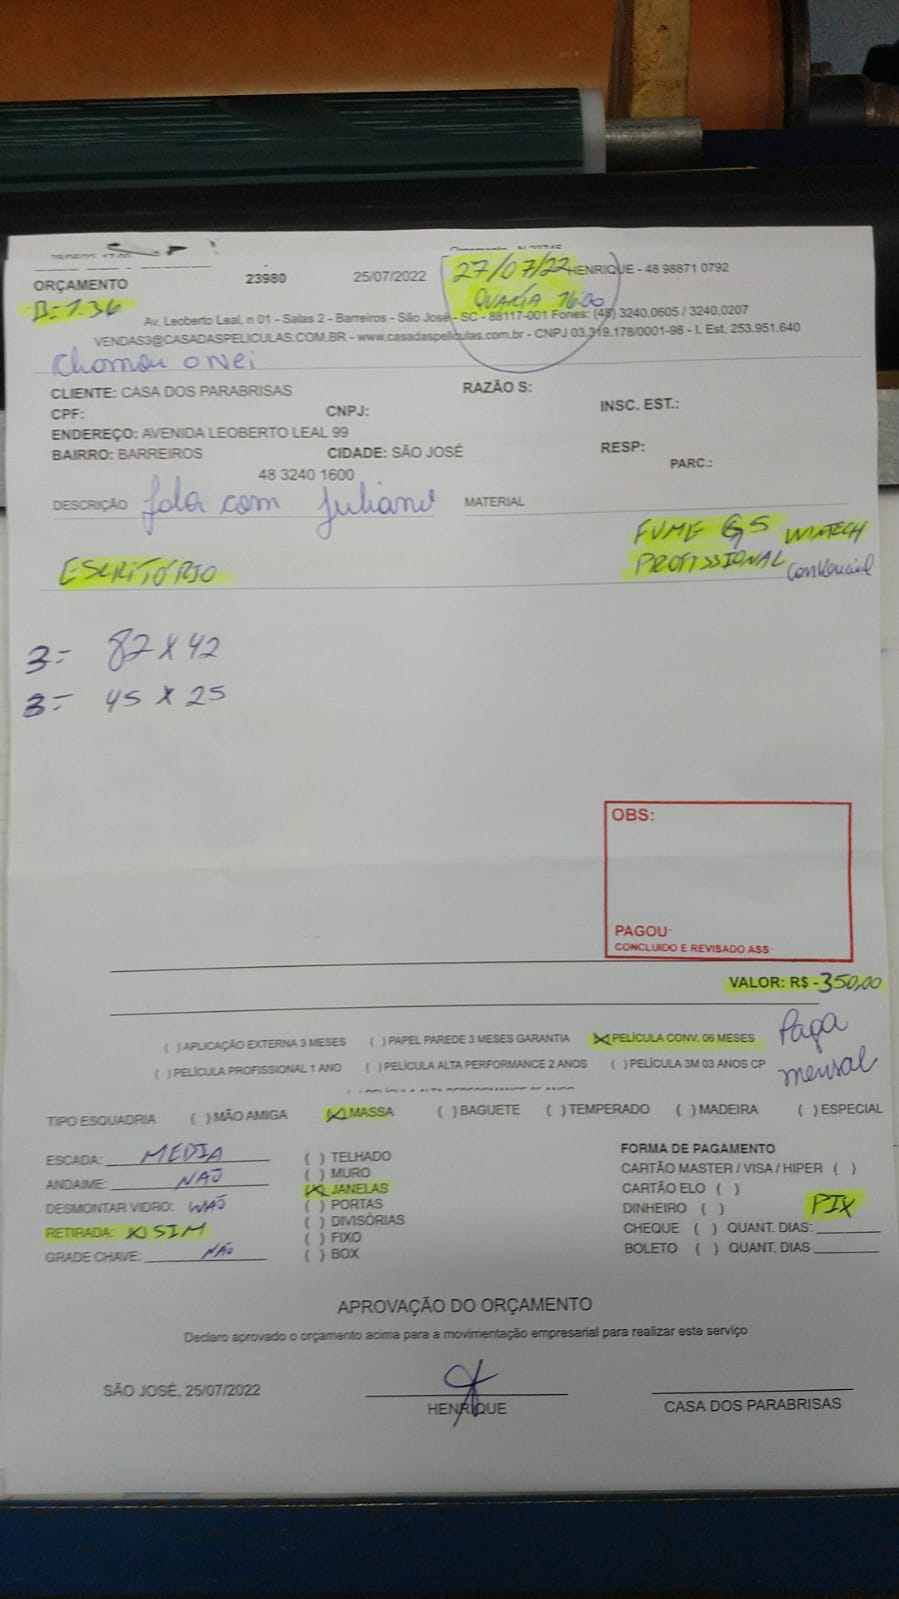 ORÇAMENTO 23980 25/07/2022 27/07/22 HENRIQUE - 48 98871 0792
B=1.36 QUARTA 16:00
Av. Leoberto Leal, n 01 - Salas 2 - Barreiros - São José - SC - 88117-001 Fones: (48) 3240.0605 / 3240.0207
VENDAS3@CASADASPELICULAS.COM.BR - www.casadaspeliculas.com.br - CNPJ 03.319.178/0001-98 - I. Est. 253.951.640
Chamou o Nei
CLIENTE: CASA DOS PARABRISAS RAZÃO S:
CPF: CNPJ: INSC. EST.:
ENDEREÇO: AVENIDA LEOBERTO LEAL 99
BAIRRO: BARREIROS CIDADE: SÃO JOSÉ RESP:
PARC.:
48 3240 1600
DESCRIÇÃO fala com Juliano MATERIAL
FUME G5 WINTECH
ESCRITÓRIO PROFISSIONAL
3= 82 x 42
3= 45 x 25
OBS:
PAGOU:
CONCLUIDO E REVISADO ASS:
VALOR: R$ -350,00
( ) APLICAÇÃO EXTERNA 3 MESES ( ) PAPEL PAREDE 3 MESES GARANTIA (X) PELÍCULA CONV. 06 MESES Paga
( ) PELÍCULA PROFISSIONAL 1 ANO ( ) PELÍCULA ALTA PERFORMANCE 2 ANOS ( ) PELÍCULA 3M 03 ANOS CP mensal
TIPO ESQUADRIA ( ) MÃO AMIGA (X) MASSA ( ) BAGUETE ( ) TEMPERADO ( ) MADEIRA ( ) ESPECIAL
ESCADA: MEDIA ( ) TELHADO FORMA DE PAGAMENTO
ANDAIME: NAO ( ) MURO CARTÃO MASTER / VISA / HIPER ( )
DESMONTAR VIDRO: NAO (X) JANELAS CARTÃO ELO ( )
RETIRADA: (X) SIM ( ) PORTAS DINHEIRO ( ) PIX
GRADE CHAVE: NÃO ( ) DIVISÓRIAS CHEQUE ( ) QUANT. DIAS:
( ) FIXO BOLETO ( ) QUANT. DIAS
( ) BOX
APROVAÇÃO DO ORÇAMENTO
Declaro aprovado o orçamento acima para a movimentação empresarial para realizar este serviço
SÃO JOSÉ, 25/07/2022
HENRIQUE CASA DOS PARABRISAS